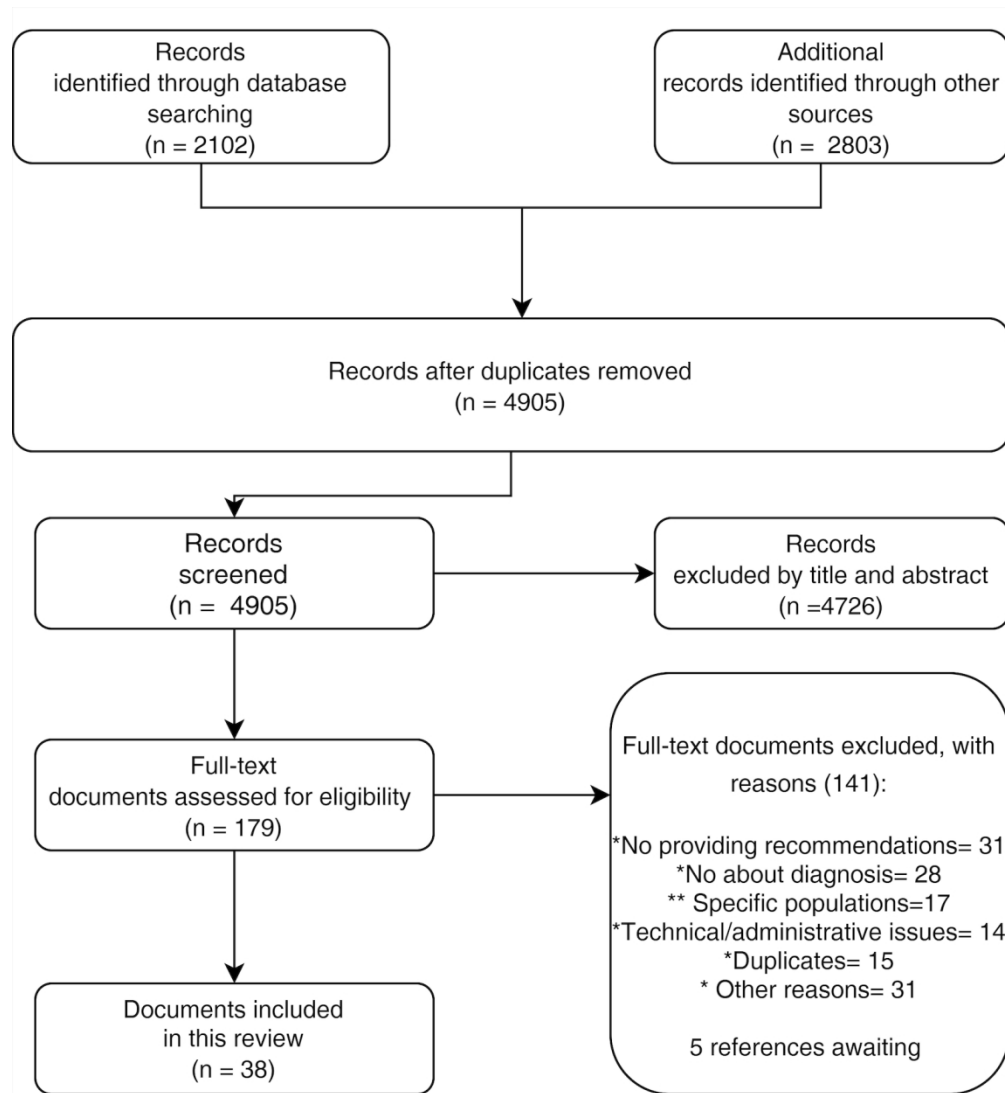 Records
identified through database
searching
(n = 2102)
Additional
records identified through other
sources
(n =  2803)
Records after duplicates removed
(n = 4905)
Records
screened
(n =  4905)
Records
excluded by title and abstract
(n =4726)
Full-text
documents assessed for eligibility
(n = 179)
Full-text documents excluded, with
reasons (141):
*No providing recommendations= 31
*No about diagnosis= 28
** Specific populations=17
*Technical/administrative issues= 14
*Duplicates= 15
* Other reasons= 31
5 references awaiting
Documents included
in this review
(n = 38)